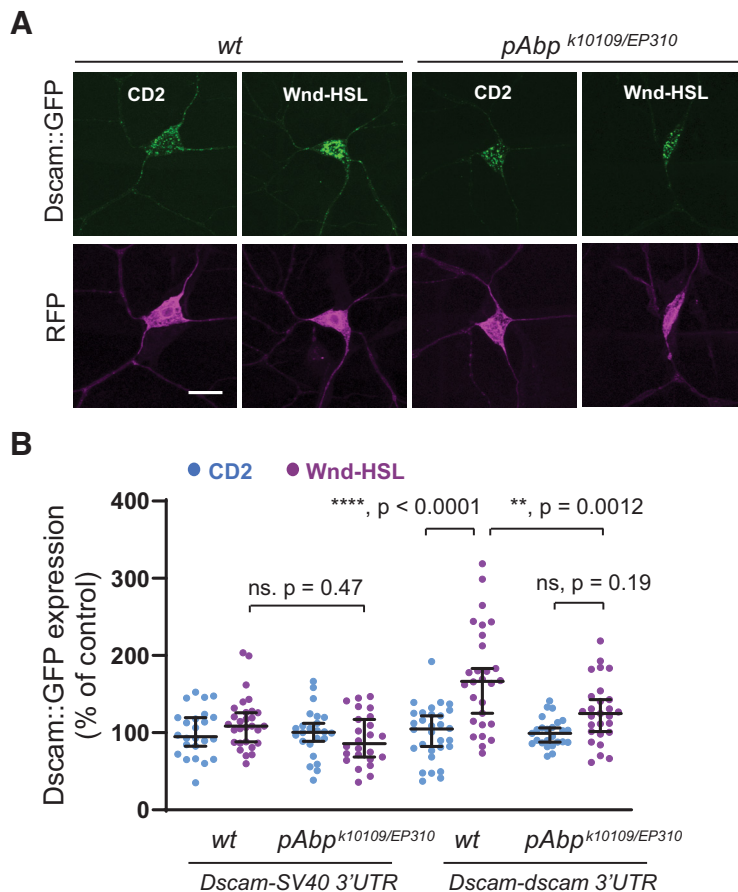 A
wt pAbp k10109/EP310
CD2 Wnd-HSL CD2 Wnd-HSL
Dscam::GFP
RFP
B
CD2 Wnd-HSL
Dscam::GFP expression
(% of control)
400
300
200
100
0
****, p < 0.0001 **, p = 0.0012
ns. p = 0.47 ns, p = 0.19
wt pAbp k10109/EP310 wt pAbp k10109/EP310
Dscam-SV40 3'UTR Dscam-dscam 3'UTR